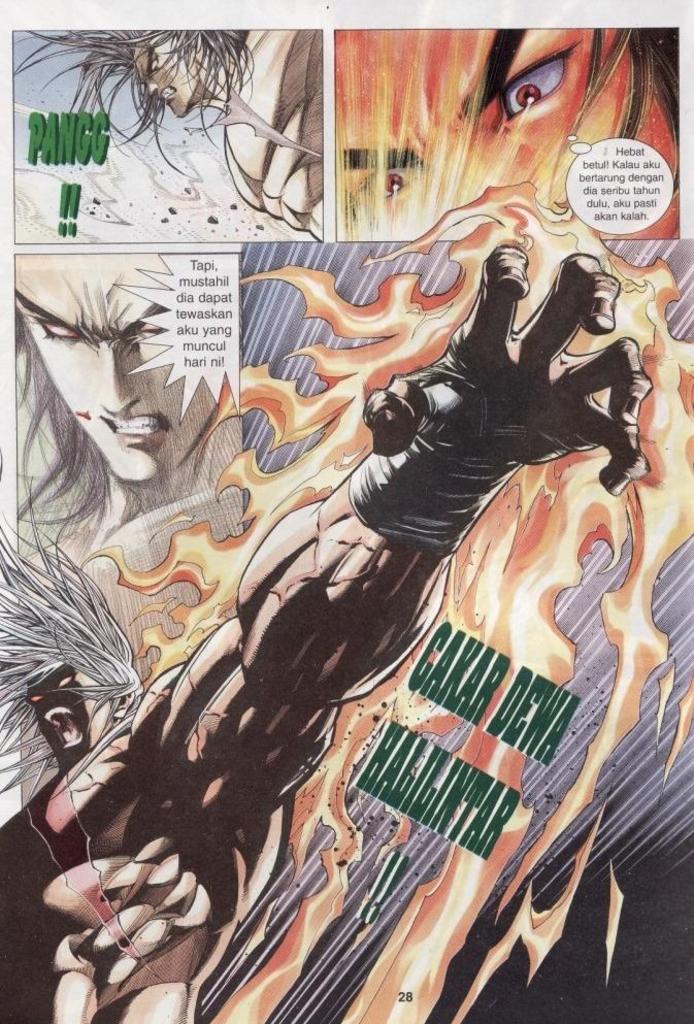 PANGG
!!
Hebat
betul! Kalau aku
bertarung dengan
dia seribu tahun
dulu, aku pasti
akan kalah.
Tapi,
mustahil
dia dapat
tewaskan
aku yang
muncul
hari ni!
CAKAR DEWA
HALILINTAR
!!
28